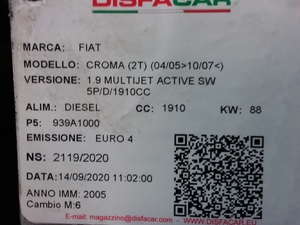 DISFACAR
MARCA: FIAT
MODELLO: CROMA (2T) (04/05>10/07<)
VERSIONE: 1.9 MULTIJET ACTIVE SW
5P/D/1910CC
ALIM.: DIESEL CC: 1910 KW: 88
P5: 939A1000
EMISSIONE: EURO 4
NS: 2119/2020
DATA:14/09/2020 11:02:00
ANNO IMM: 2005
Cambio M:6
E-mail: magazzino@disfacar.com
WWW.DISFACAR.EU